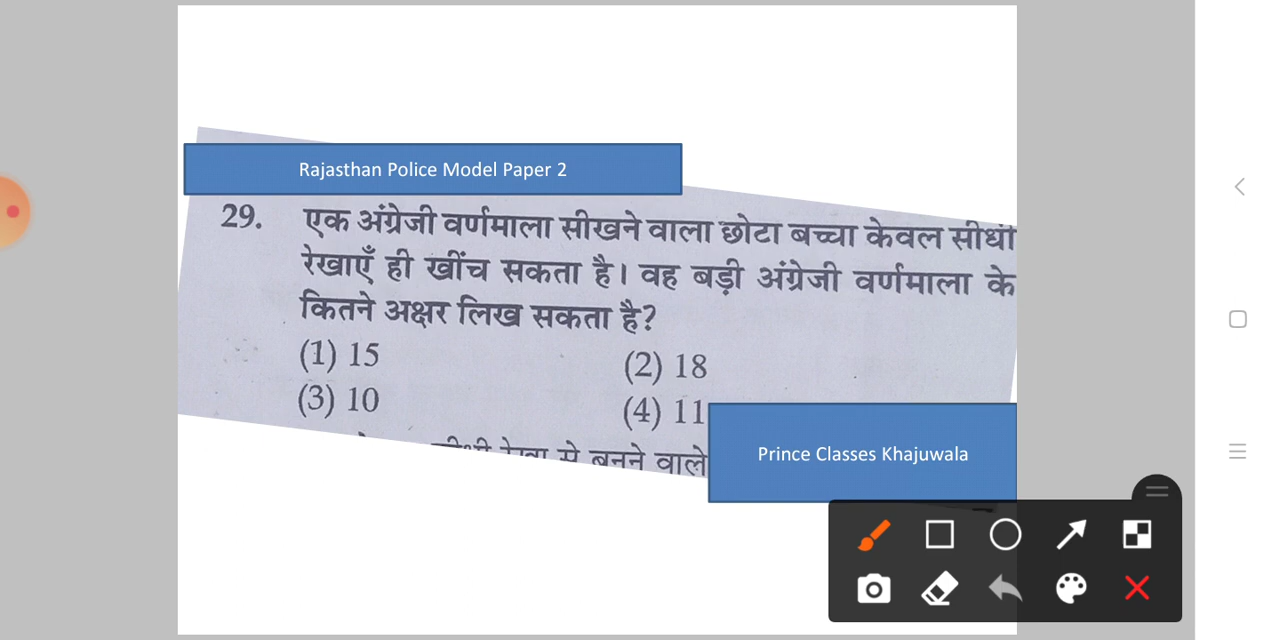 Rajasthan Police Model Paper 2
29. एक अंग्रेजी वर्णमाला सीखने वाला छोटा बच्चा केवल सीधी
रेखाएँ ही खींच सकता है। वह बड़ी अंग्रेजी वर्णमाला के
कितने अक्षर लिख सकता है?
(1) 15 (2) 18
(3) 10 (4) 11
सीधी रेखा से बनने वाले
Prince Classes Khajuwala